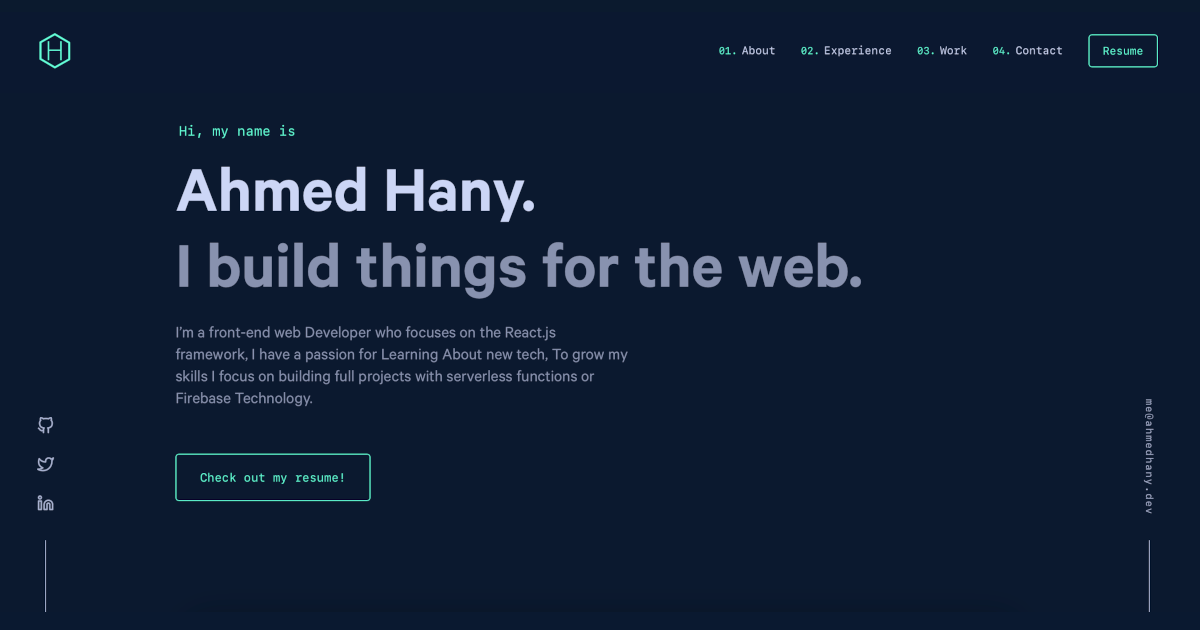 H
01. About 02. Experience 03. Work 04. Contact Resume
Hi, my name is
Ahmed Hany.
I build things for the web.
I'm a front-end web Developer who focuses on the React.js
framework, I have a passion for Learning About new tech, To grow my
skills I focus on building full projects with serverless functions or
Firebase Technology.
Check out my resume!
me@ahmedhany.dev